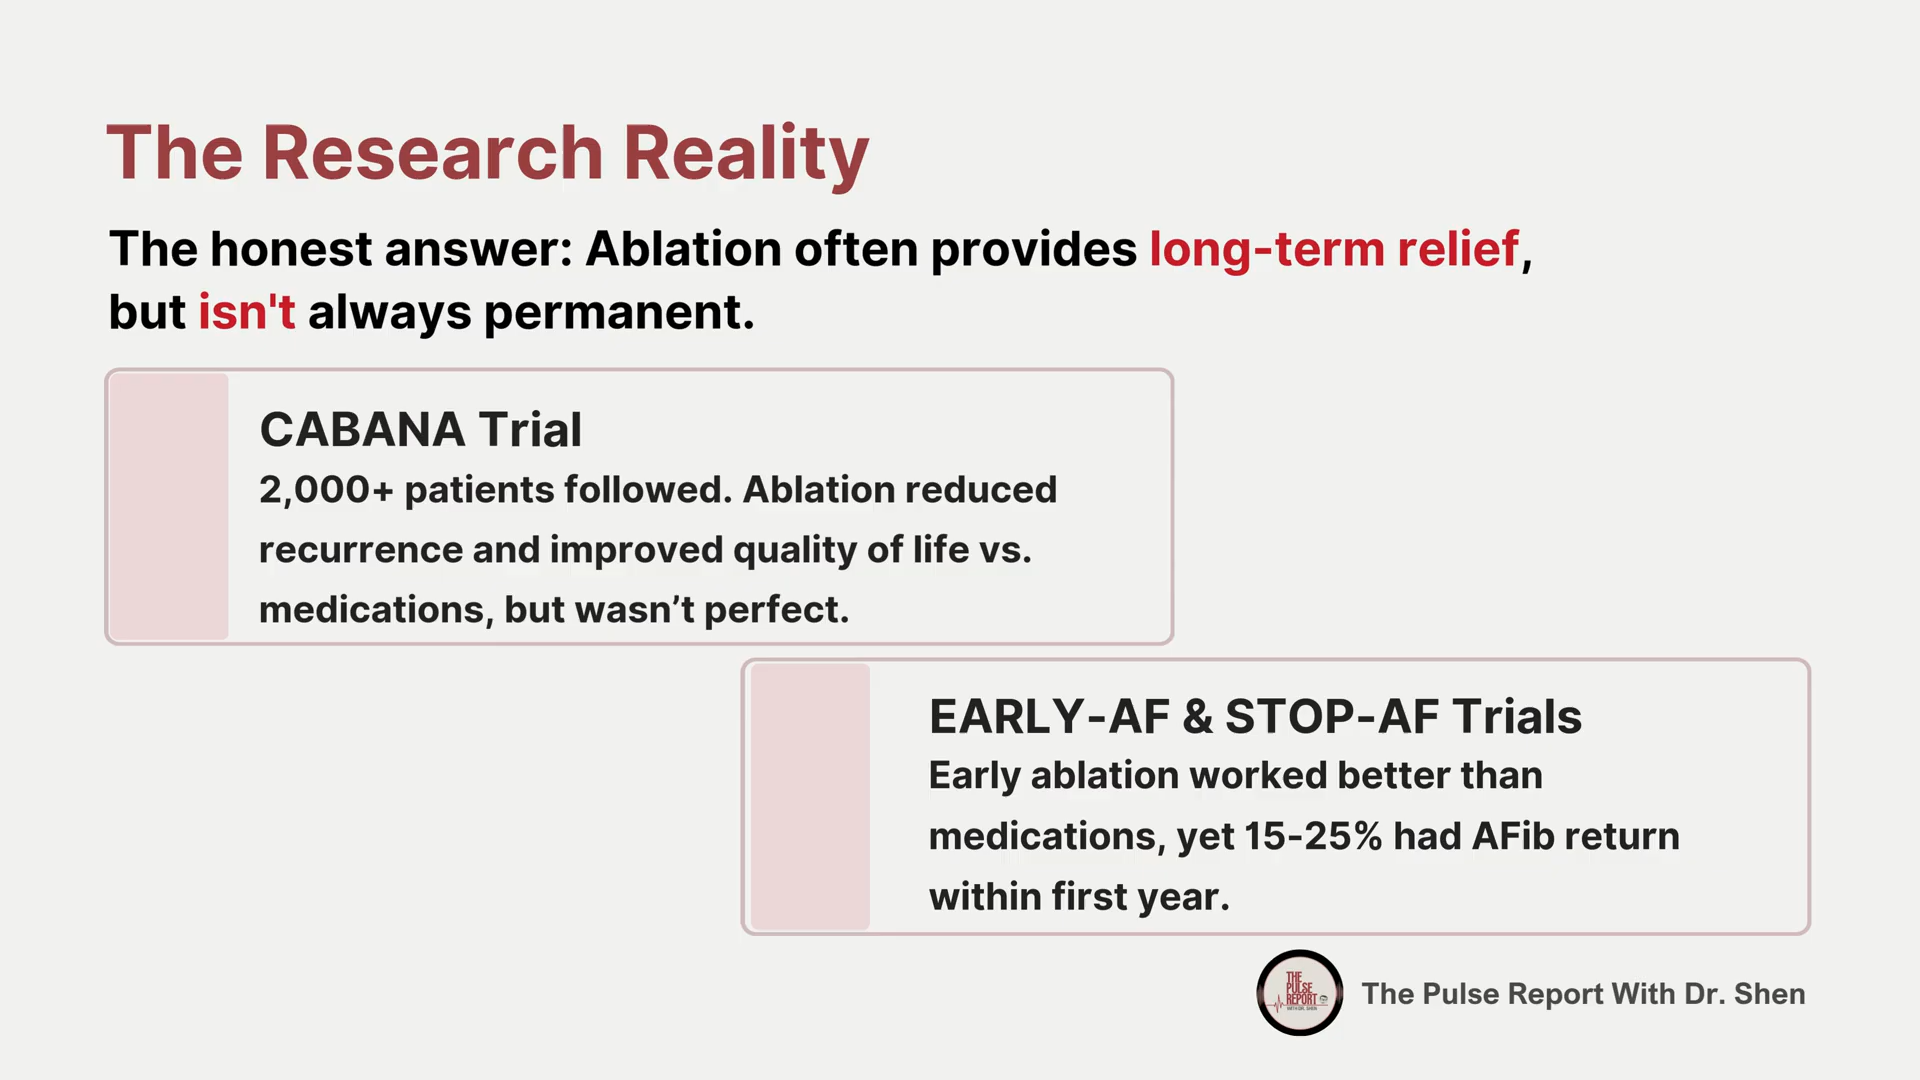 The Research Reality
The honest answer: Ablation often provides long-term relief,
but isn't always permanent.
CABANA Trial
2,000+ patients followed. Ablation reduced
recurrence and improved quality of life vs.
medications, but wasn’t perfect.
EARLY-AF & STOP-AF Trials
Early ablation worked better than
medications, yet 15-25% had AFib return
within first year.
THE
PULSE
REPORT
WITH DR. SHEN
The Pulse Report With Dr. Shen